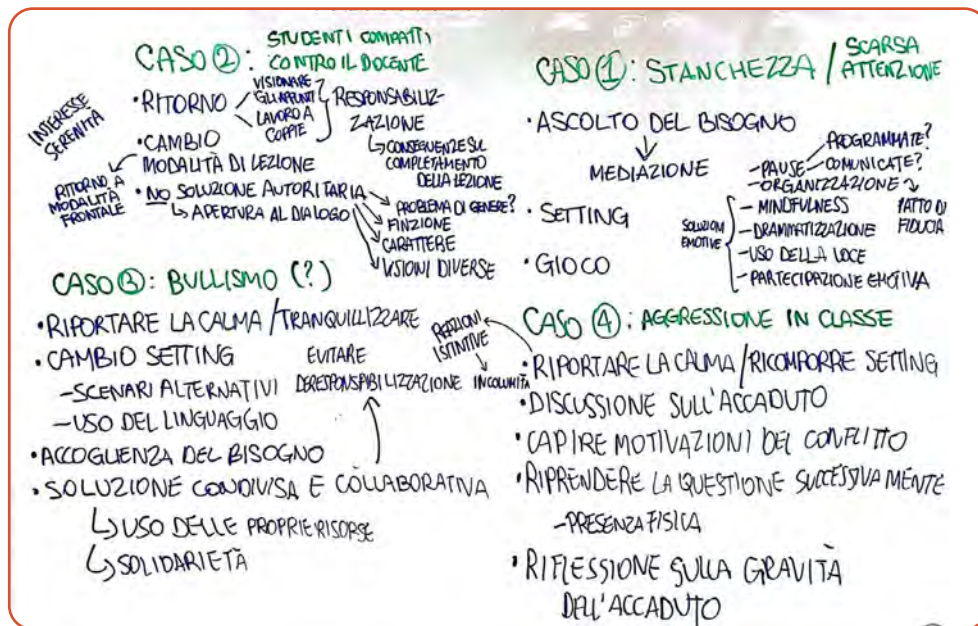 CASO ②: STUDENTI COMPATTI
CONTRO IL DOCENTE
INTERESSE
SERENITÀ
• RITORNO
VISIONARE
GLI APPUNTI
LAVORO A
COPPIE
RESPONSABILIZ-
ZAZIONE
↳ CONSEGUENZE SUL
COMPLETAMENTO
DELLA LEZIONE
• CAMBIO
MODALITÀ DI LEZIONE
RITORNO A
MODALITÀ
FRONTALE
• NO SOLUZIONE AUTORITARIA
↳ APERTURA AL DIALOGO
PROBLEMA DI GENERE?
FINZIONE
CARATTERE
VISIONI DIVERSE
CASO ①: STANCHEZZA / SCARSA
ATTENZIONE
• ASCOLTO DEL BISOGNO
MEDIAZIONE
• SETTING
• GIOCO
SOLUZIONI
EMOTIVE
- PAUSE
PROGRAMMATE?
COMUNICATE?
- ORGANIZZAZIONE
PATTO DI
FIDUCIA
- MINDFULNESS
- DRAMMATIZZAZIONE
- USO DELLA VOCE
- PARTECIPAZIONE EMOTIVA
CASO ③: BULLISMO (?)
• RIPORTARE LA CALMA / TRANQUILLIZZARE
• CAMBIO SETTING
- SCENARI ALTERNATIVI
- USO DEL LINGUAGGIO
• ACCOGLIENZA DEL BISOGNO
• SOLUZIONE CONDIVISA E COLLABORATIVA
↳ USO DELLE PROPRIE RISORSE
↳ SOLIDARIETÀ
EVITARE
DERESPONSPIBILIZZAZIONE
CASO ④: AGGRESSIONE IN CLASSE
REAZIONI
ISTINTIVE
INCOLUMITÀ
• RIPORTARE LA CALMA / RICOMPORRE SETTING
• DISCUSSIONE SULL'ACCADUTO
• CAPIRE MOTIVAZIONI DEL CONFLITTO
• RIPRENDERE LA QUESTIONE SUCCESSIVAMENTE
- PRESENZA FISICA
• RIFLESSIONE SULLA GRAVITÀ
DELL'ACCADUTO